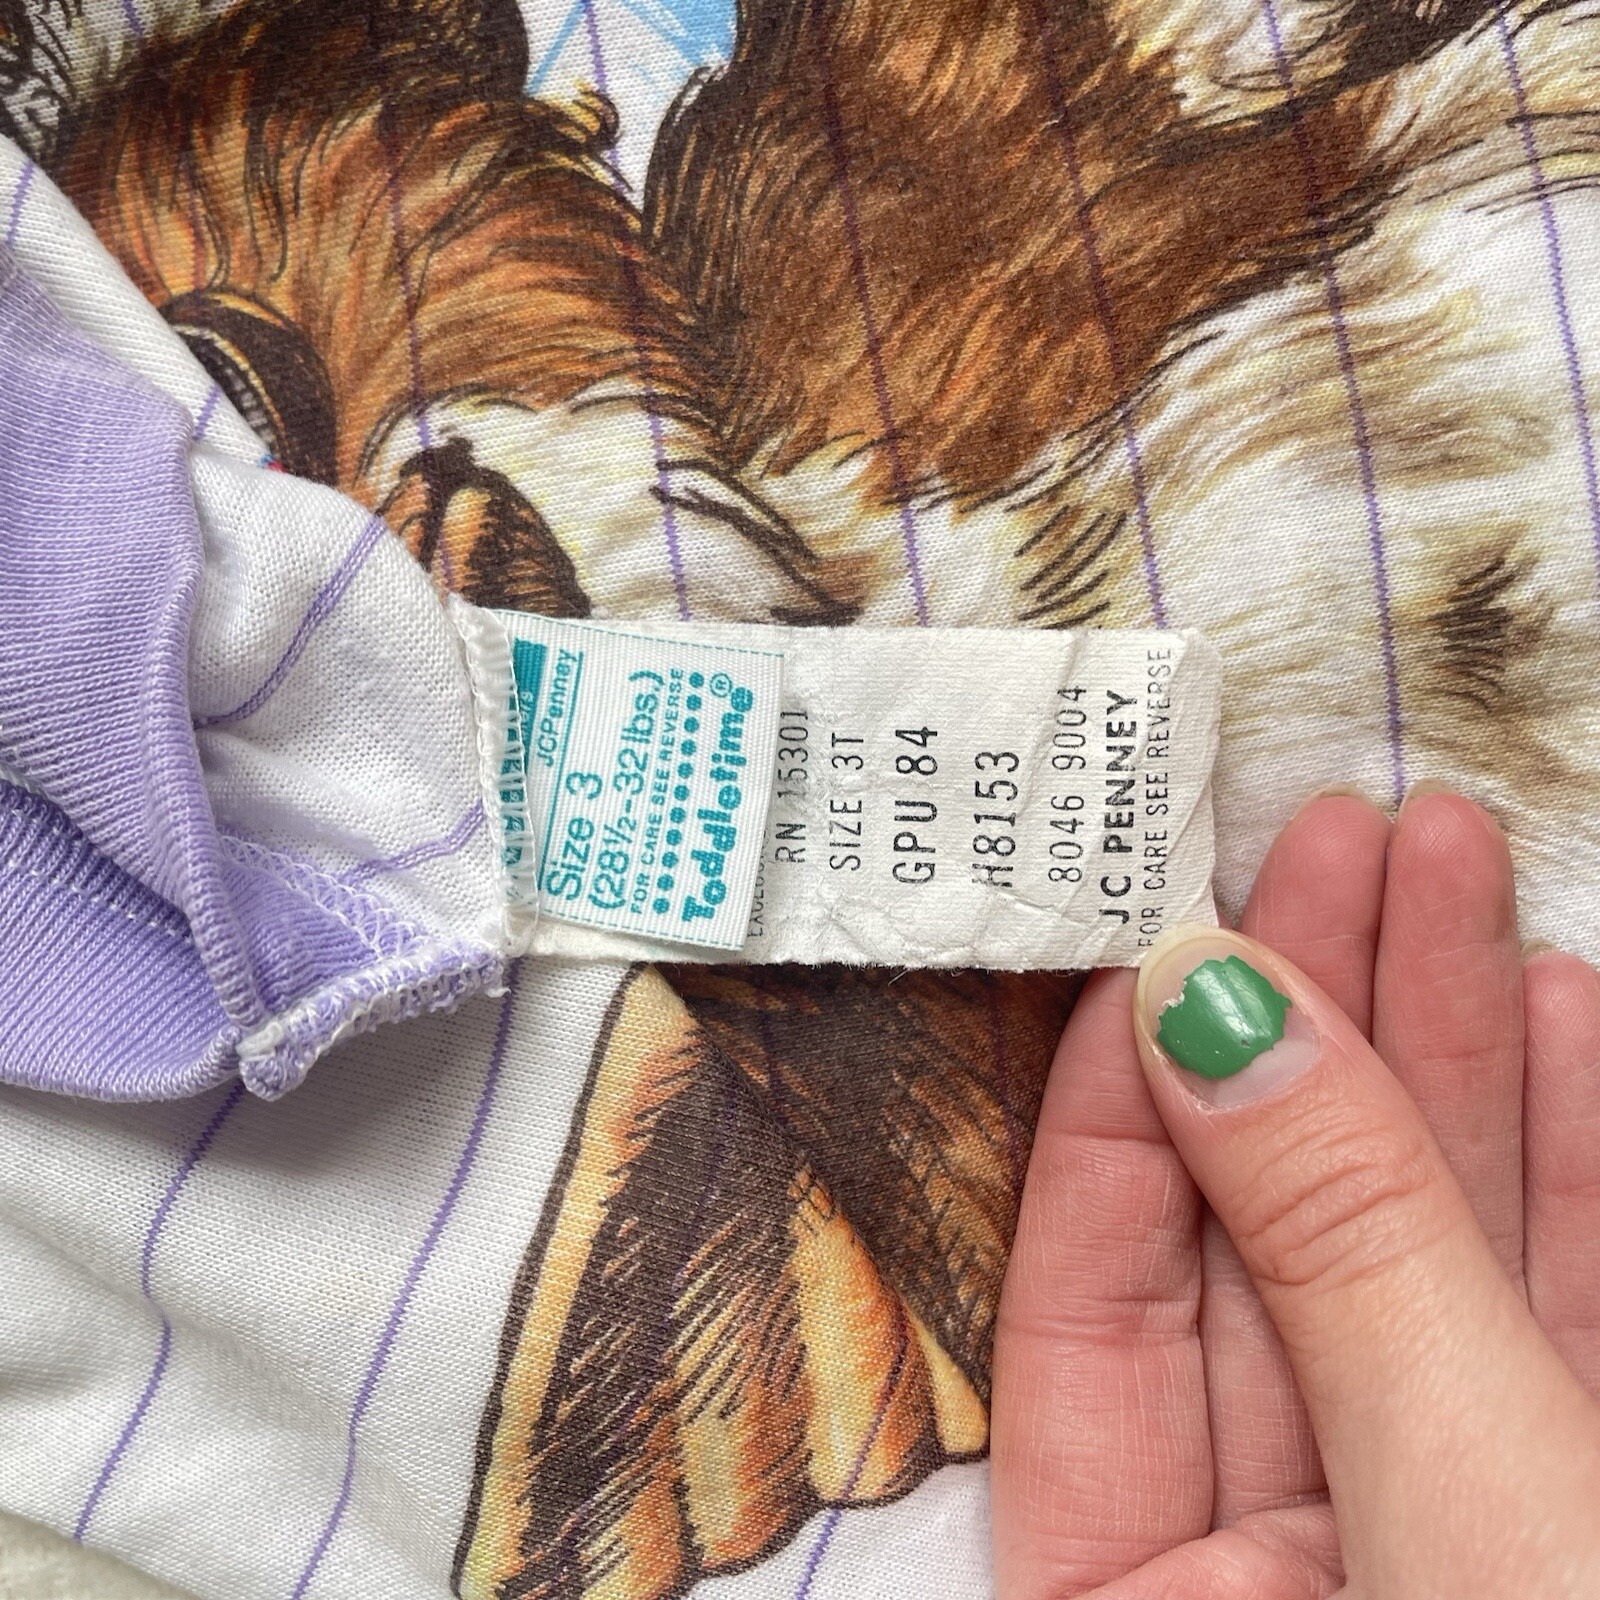 JCPenney
Size 3
(28½-32 lbs.)
FOR CARE SEE REVERSE
Toddletime®
RN 15301
SIZE 3T
GPU 84
H8153
8046 9004
JC PENNEY
FOR CARE SEE REVERSE